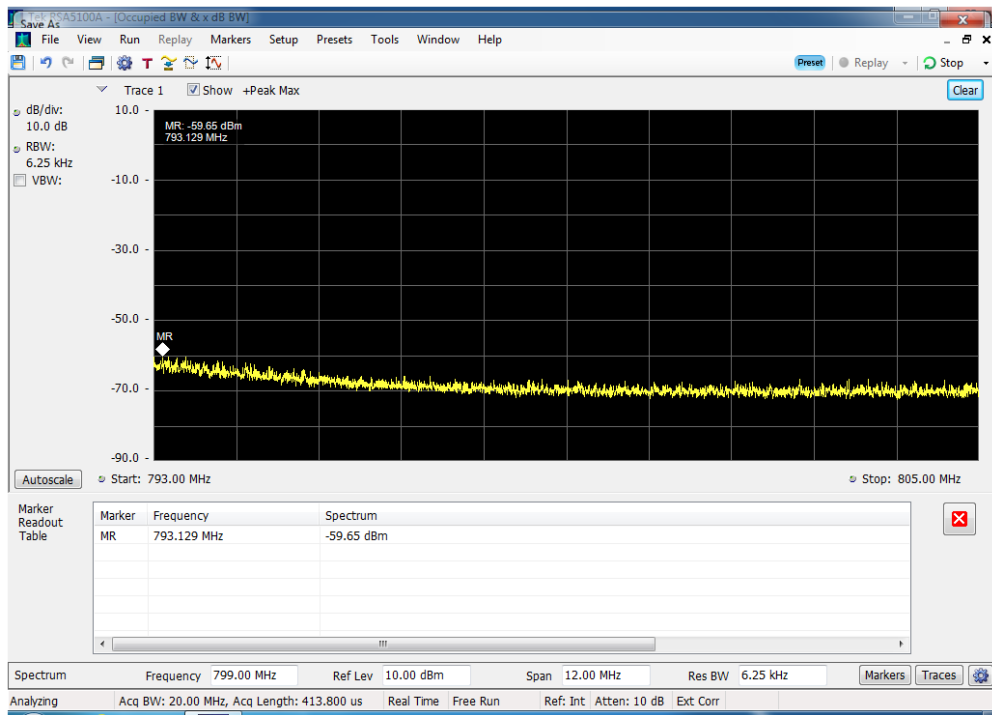 Tek RSA5100A - [Occupied BW & x dB BW]
Save As
File View Run Replay Markers Setup Presets Tools Window Help
T Preset Replay Stop
Trace 1 Show +Peak Max Clear
dB/div:
10.0 dB
RBW:
6.25 kHz
VBW:
10.0 -
MR: -59.65 dBm
793.129 MHz
-10.0 -
-30.0 -
-50.0 -
MR
-70.0 -
-90.0 -
Autoscale Start: 793.00 MHz Stop: 805.00 MHz
Marker
Readout
Table
Marker Frequency Spectrum
MR 793.129 MHz -59.65 dBm
Spectrum Frequency 799.00 MHz Ref Lev 10.00 dBm Span 12.00 MHz Res BW 6.25 kHz Markers Traces
Analyzing Acq BW: 20.00 MHz, Acq Length: 413.800 us Real Time Free Run Ref: Int Atten: 10 dB Ext Corr